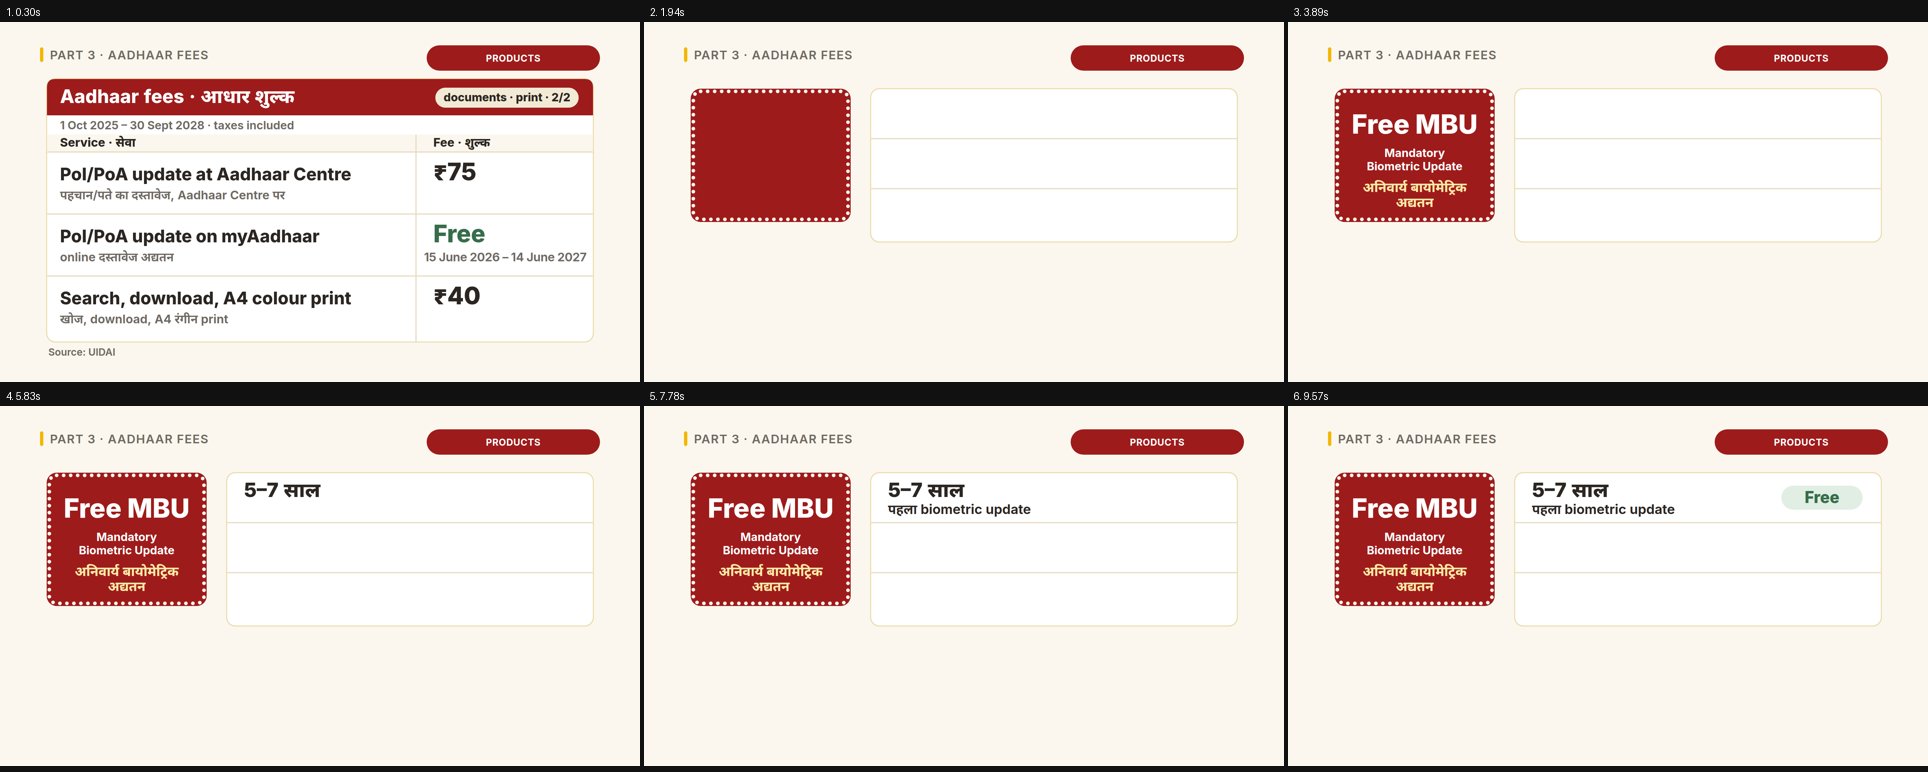 1. 0.30s
PART 3 · AADHAAR FEES
PRODUCTS
Aadhaar fees · आधार शुल्क
documents · print · 2/2
1 Oct 2025 – 30 Sept 2028 · taxes included
Service · सेवा
Fee · शुल्क
PoI/PoA update at Aadhaar Centre
₹75
पहचान/पते का दस्तावेज, Aadhaar Centre पर
PoI/PoA update on myAadhaar
Free
online दस्तावेज अद्यतन
15 June 2026 – 14 June 2027
Search, download, A4 colour print
₹40
खोज, download, A4 रंगीन print
Source: UIDAI
2. 1.94s
PART 3 · AADHAAR FEES
PRODUCTS
3. 3.89s
PART 3 · AADHAAR FEES
PRODUCTS
Free MBU
Mandatory
Biometric Update
अनिवार्य बायोमेट्रिक
अद्यतन
4. 5.83s
PART 3 · AADHAAR FEES
PRODUCTS
Free MBU
Mandatory
Biometric Update
अनिवार्य बायोमेट्रिक
अद्यतन
5–7 साल
5. 7.78s
PART 3 · AADHAAR FEES
PRODUCTS
Free MBU
Mandatory
Biometric Update
अनिवार्य बायोमेट्रिक
अद्यतन
5–7 साल
पहला biometric update
6. 9.57s
PART 3 · AADHAAR FEES
PRODUCTS
Free MBU
Mandatory
Biometric Update
अनिवार्य बायोमेट्रिक
अद्यतन
5–7 साल
पहला biometric update
Free